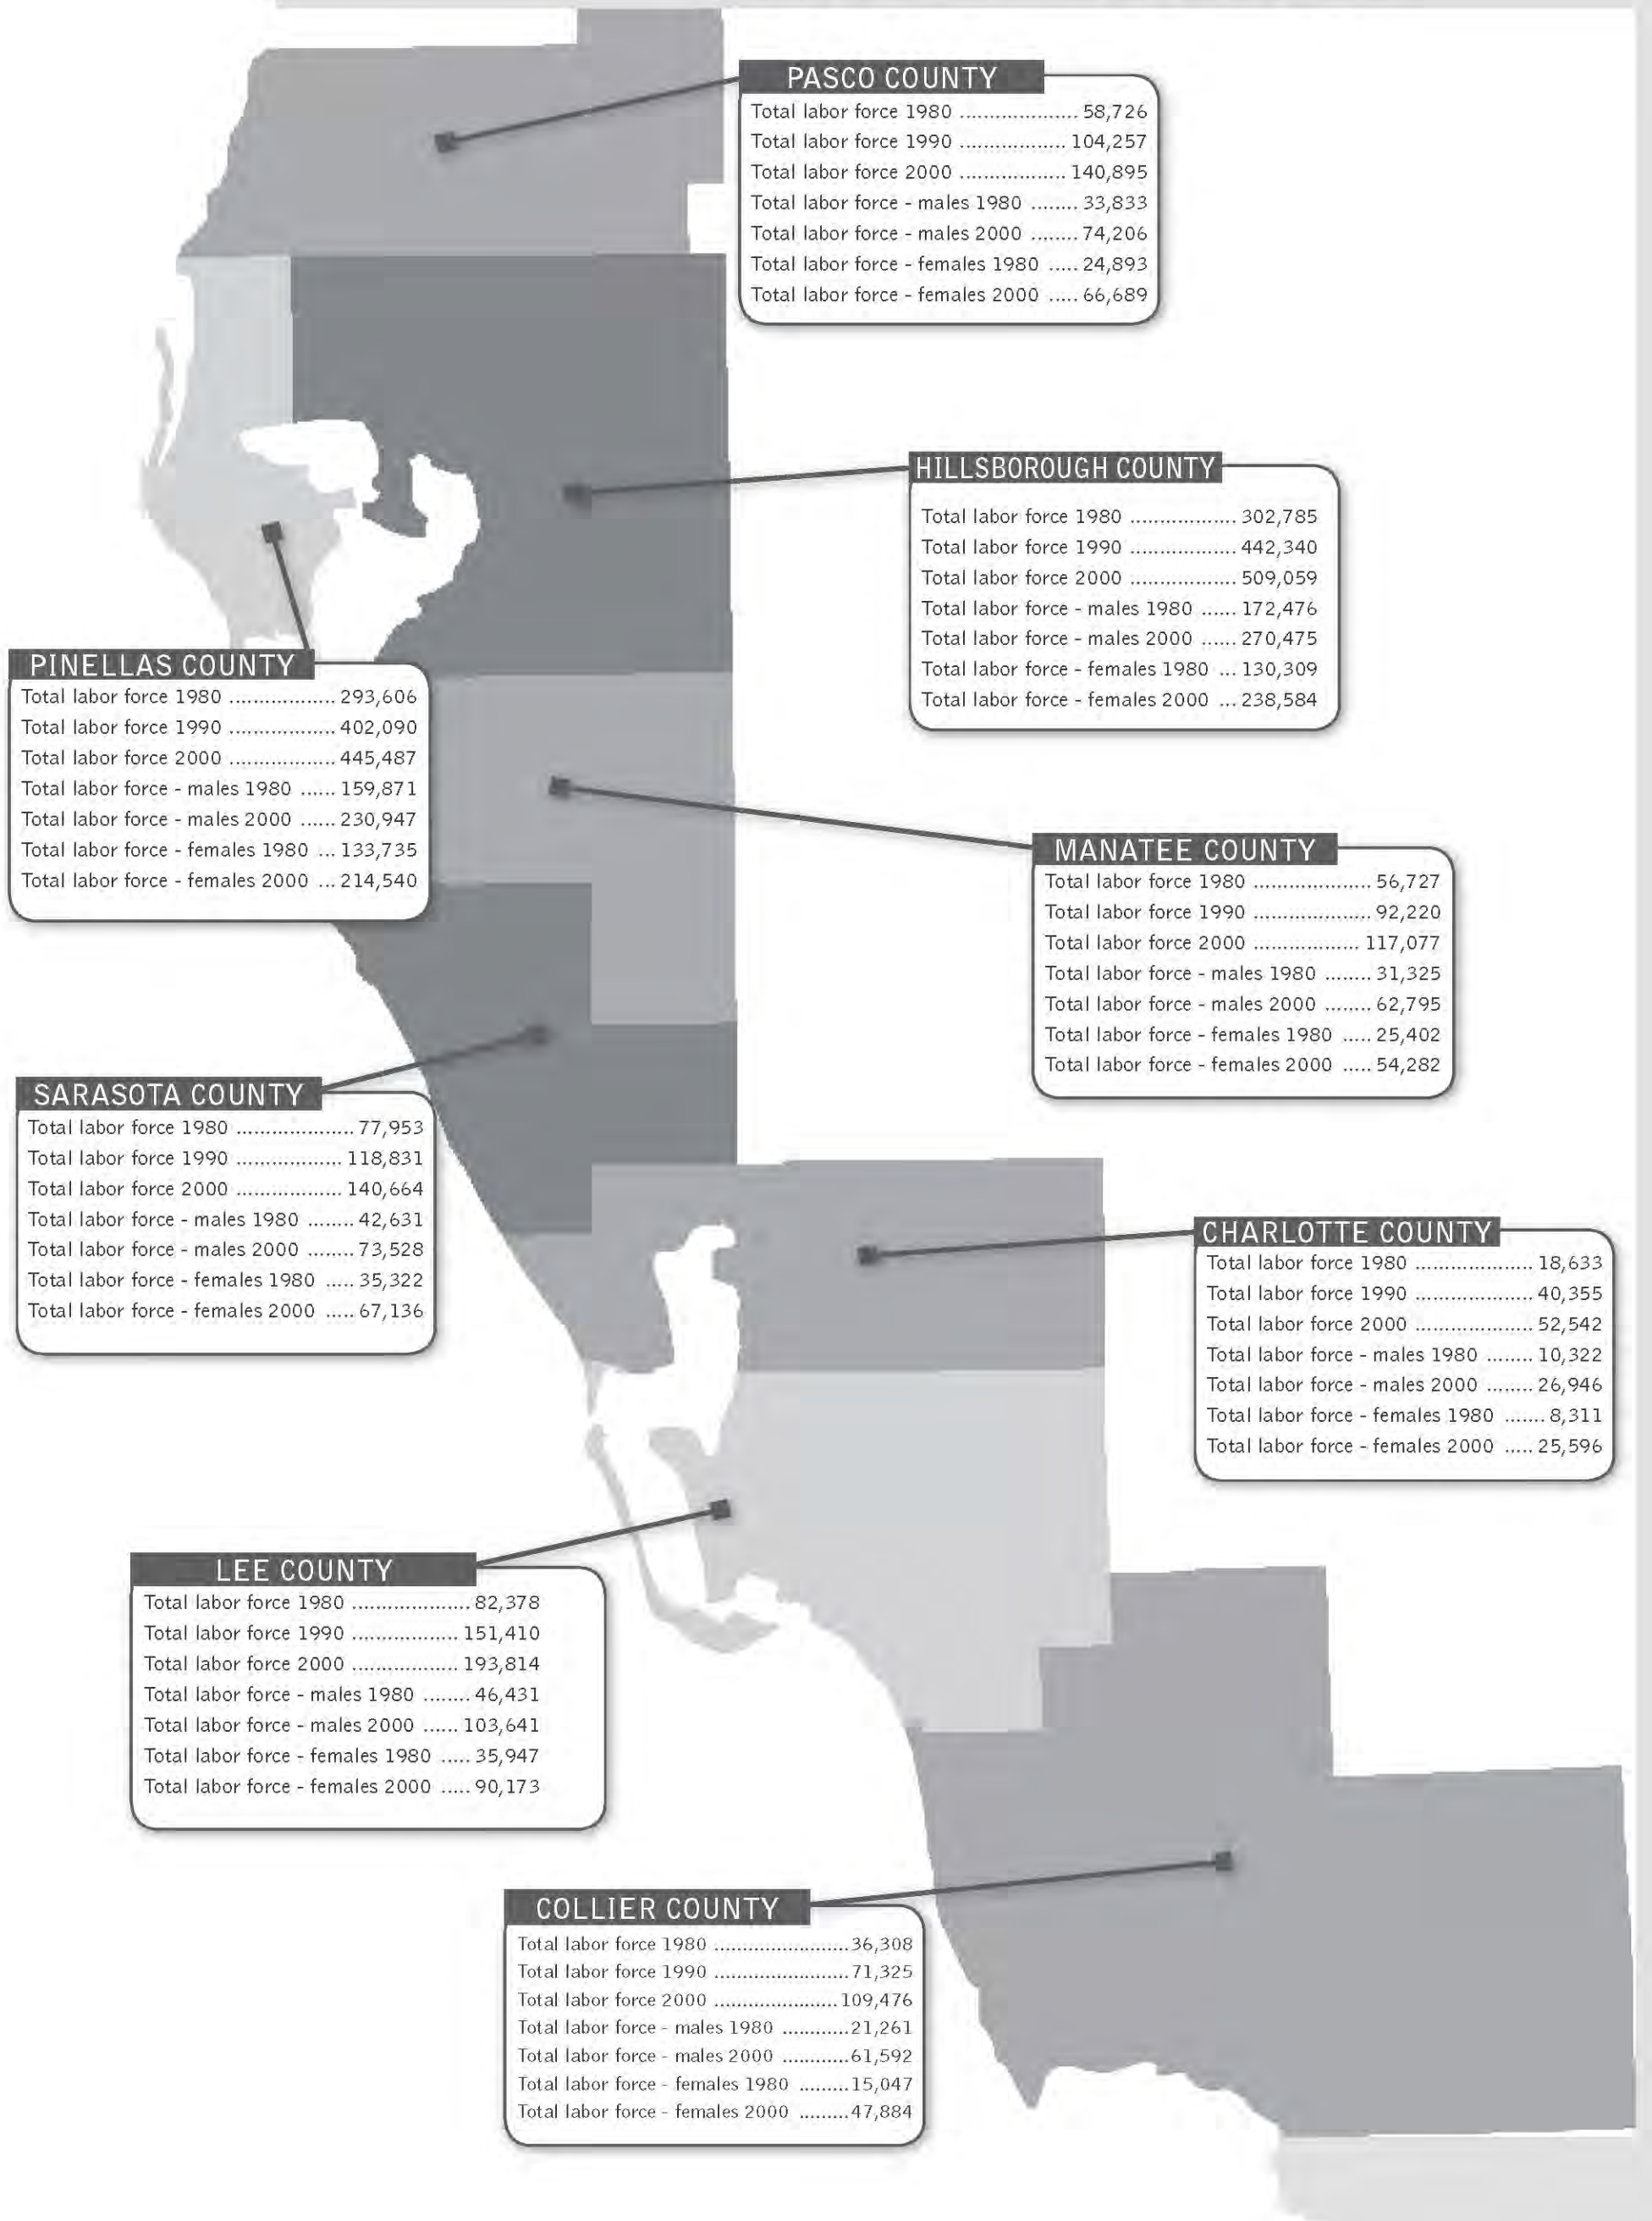 PASCO COUNTY
Total labor force 1980 .................... 58,726
Total labor force 1990 .................. 104,257
Total labor force 2000 .................. 140,895
Total labor force - males 1980 ........ 33,833
Total labor force - males 2000 ........ 74,206
Total labor force - females 1980 ..... 24,893
Total labor force - females 2000 ..... 66,689
HILLSBOROUGH COUNTY
Total labor force 1980 .................. 302,785
Total labor force 1990 .................. 442,340
Total labor force 2000 .................. 509,059
Total labor force - males 1980 ...... 172,476
Total labor force - males 2000 ...... 270,475
Total labor force - females 1980 ... 130,309
Total labor force - females 2000 ... 238,584
PINELLAS COUNTY
Total labor force 1980 .................. 293,606
Total labor force 1990 .................. 402,090
Total labor force 2000 .................. 445,487
Total labor force - males 1980 ...... 159,871
Total labor force - males 2000 ...... 230,947
Total labor force - females 1980 ... 133,735
Total labor force - females 2000 ... 214,540
MANATEE COUNTY
Total labor force 1980 .................... 56,727
Total labor force 1990 .................... 92,220
Total labor force 2000 .................. 117,077
Total labor force - males 1980 ........ 31,325
Total labor force - males 2000 ........ 62,795
Total labor force - females 1980 ..... 25,402
Total labor force - females 2000 ..... 54,282
SARASOTA COUNTY
Total labor force 1980 .................... 77,953
Total labor force 1990 .................. 118,831
Total labor force 2000 .................. 140,664
Total labor force - males 1980 ........ 42,631
Total labor force - males 2000 ........ 73,528
Total labor force - females 1980 ..... 35,322
Total labor force - females 2000 ..... 67,136
CHARLOTTE COUNTY
Total labor force 1980 .................... 18,633
Total labor force 1990 .................... 40,355
Total labor force 2000 .................... 52,542
Total labor force - males 1980 ........ 10,322
Total labor force - males 2000 ........ 26,946
Total labor force - females 1980 ....... 8,311
Total labor force - females 2000 ..... 25,596
LEE COUNTY
Total labor force 1980 .................... 82,378
Total labor force 1990 .................. 151,410
Total labor force 2000 .................. 193,814
Total labor force - males 1980 ........ 46,431
Total labor force - males 2000 ...... 103,641
Total labor force - females 1980 ..... 35,947
Total labor force - females 2000 ..... 90,173
COLLIER COUNTY
Total labor force 1980 ........................36,308
Total labor force 1990 ........................71,325
Total labor force 2000 ......................109,476
Total labor force - males 1980 ............21,261
Total labor force - males 2000 ............61,592
Total labor force - females 1980 .........15,047
Total labor force - females 2000 .........47,884